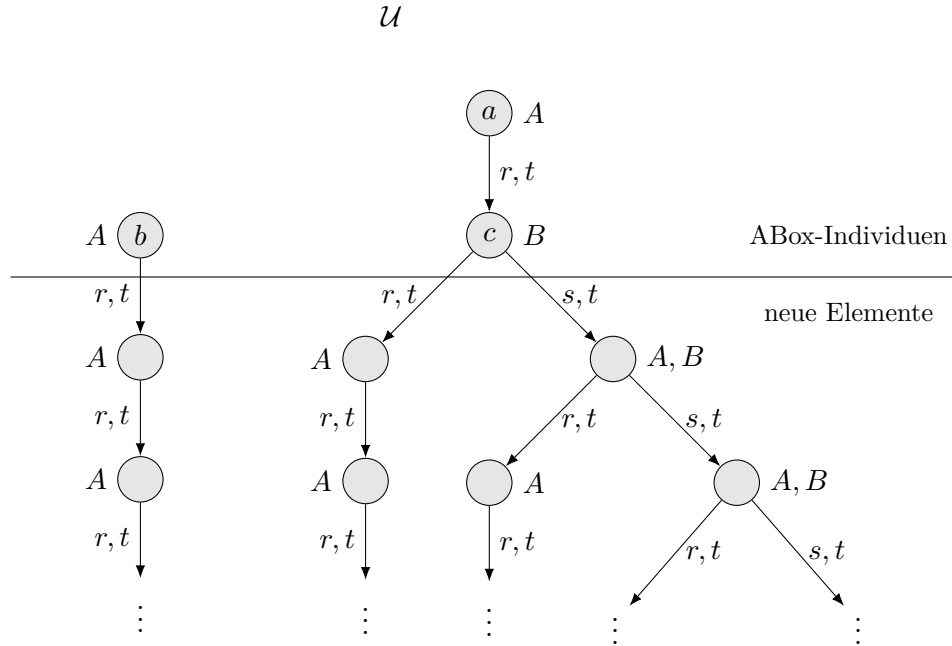 𝒰
a A
r, t
A b c B ABox-Individuen
r, t r, t s, t
neue Elemente
A A A, B
r, t r, t r, t s, t
A A A A, B
r, t r, t r, t r, t s, t
⋮ ⋮ ⋮ ⋮ ⋮